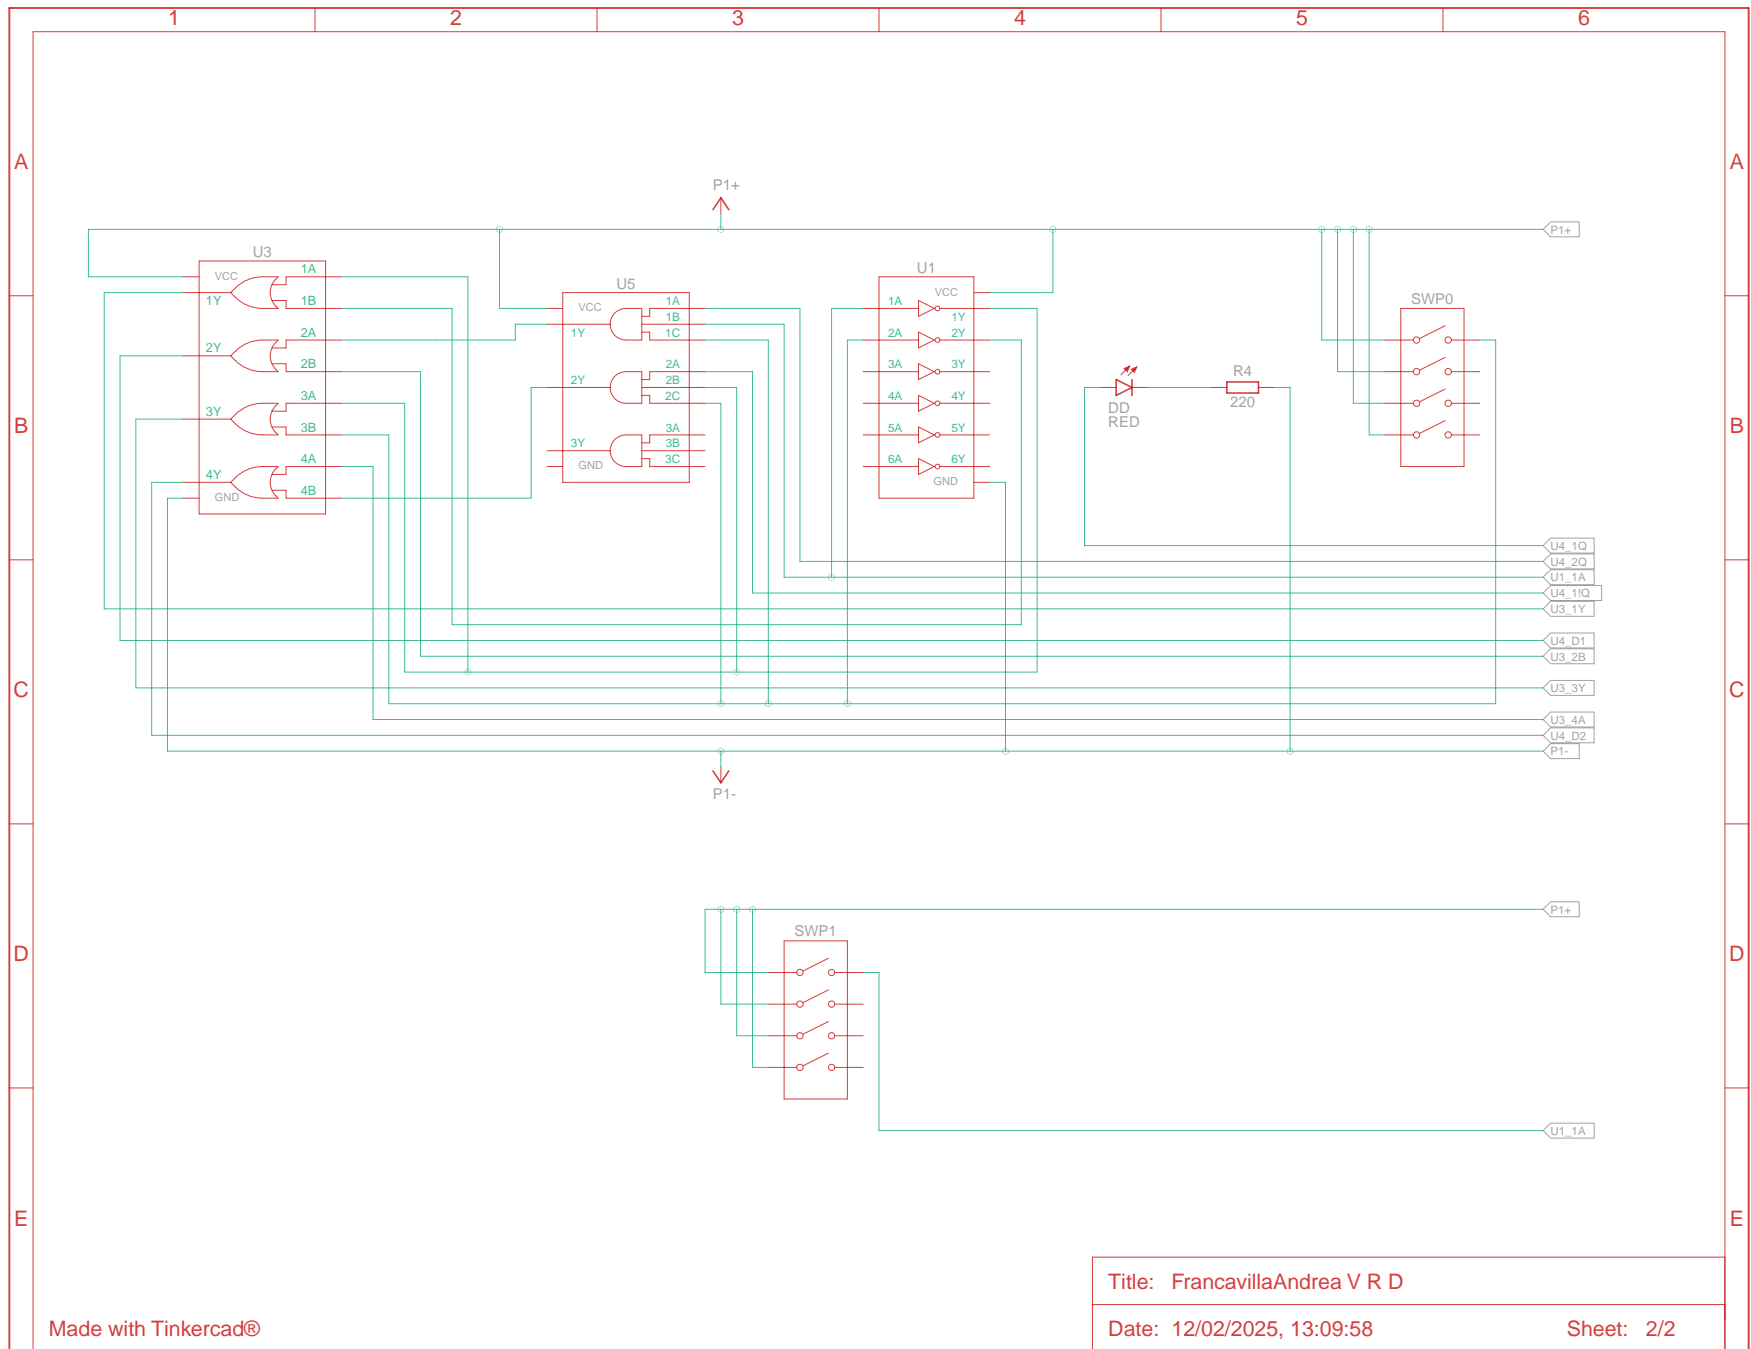 1 2 3 4 5 6
A A
P1+
P1+
U3
VCC
1A
1Y
1B
2A
2Y
2B
3A
3Y
3B
4A
4Y
GND
4B
U5
VCC
1A
1B
1Y
1C
2A
2Y
2B
2C
3A
3Y
3B
GND
3C
U1
VCC
1A
1Y
2A 2Y
3A 3Y
4A 4Y
5A 5Y
6A 6Y
GND
SWP0
R4
220
DD
RED
B B
U4_1Q
U4_2Q
U1_1A
U4_1!Q
U3_1Y
U4_D1
U3_2B
C C
U3_3Y
U3_4A
U4_D2
P1-
P1-
P1+
SWP1
D D
U1_1A
E E
Title: FrancavillaAndrea V R D
Made with Tinkercad®
Date: 12/02/2025, 13:09:58 Sheet: 2/2